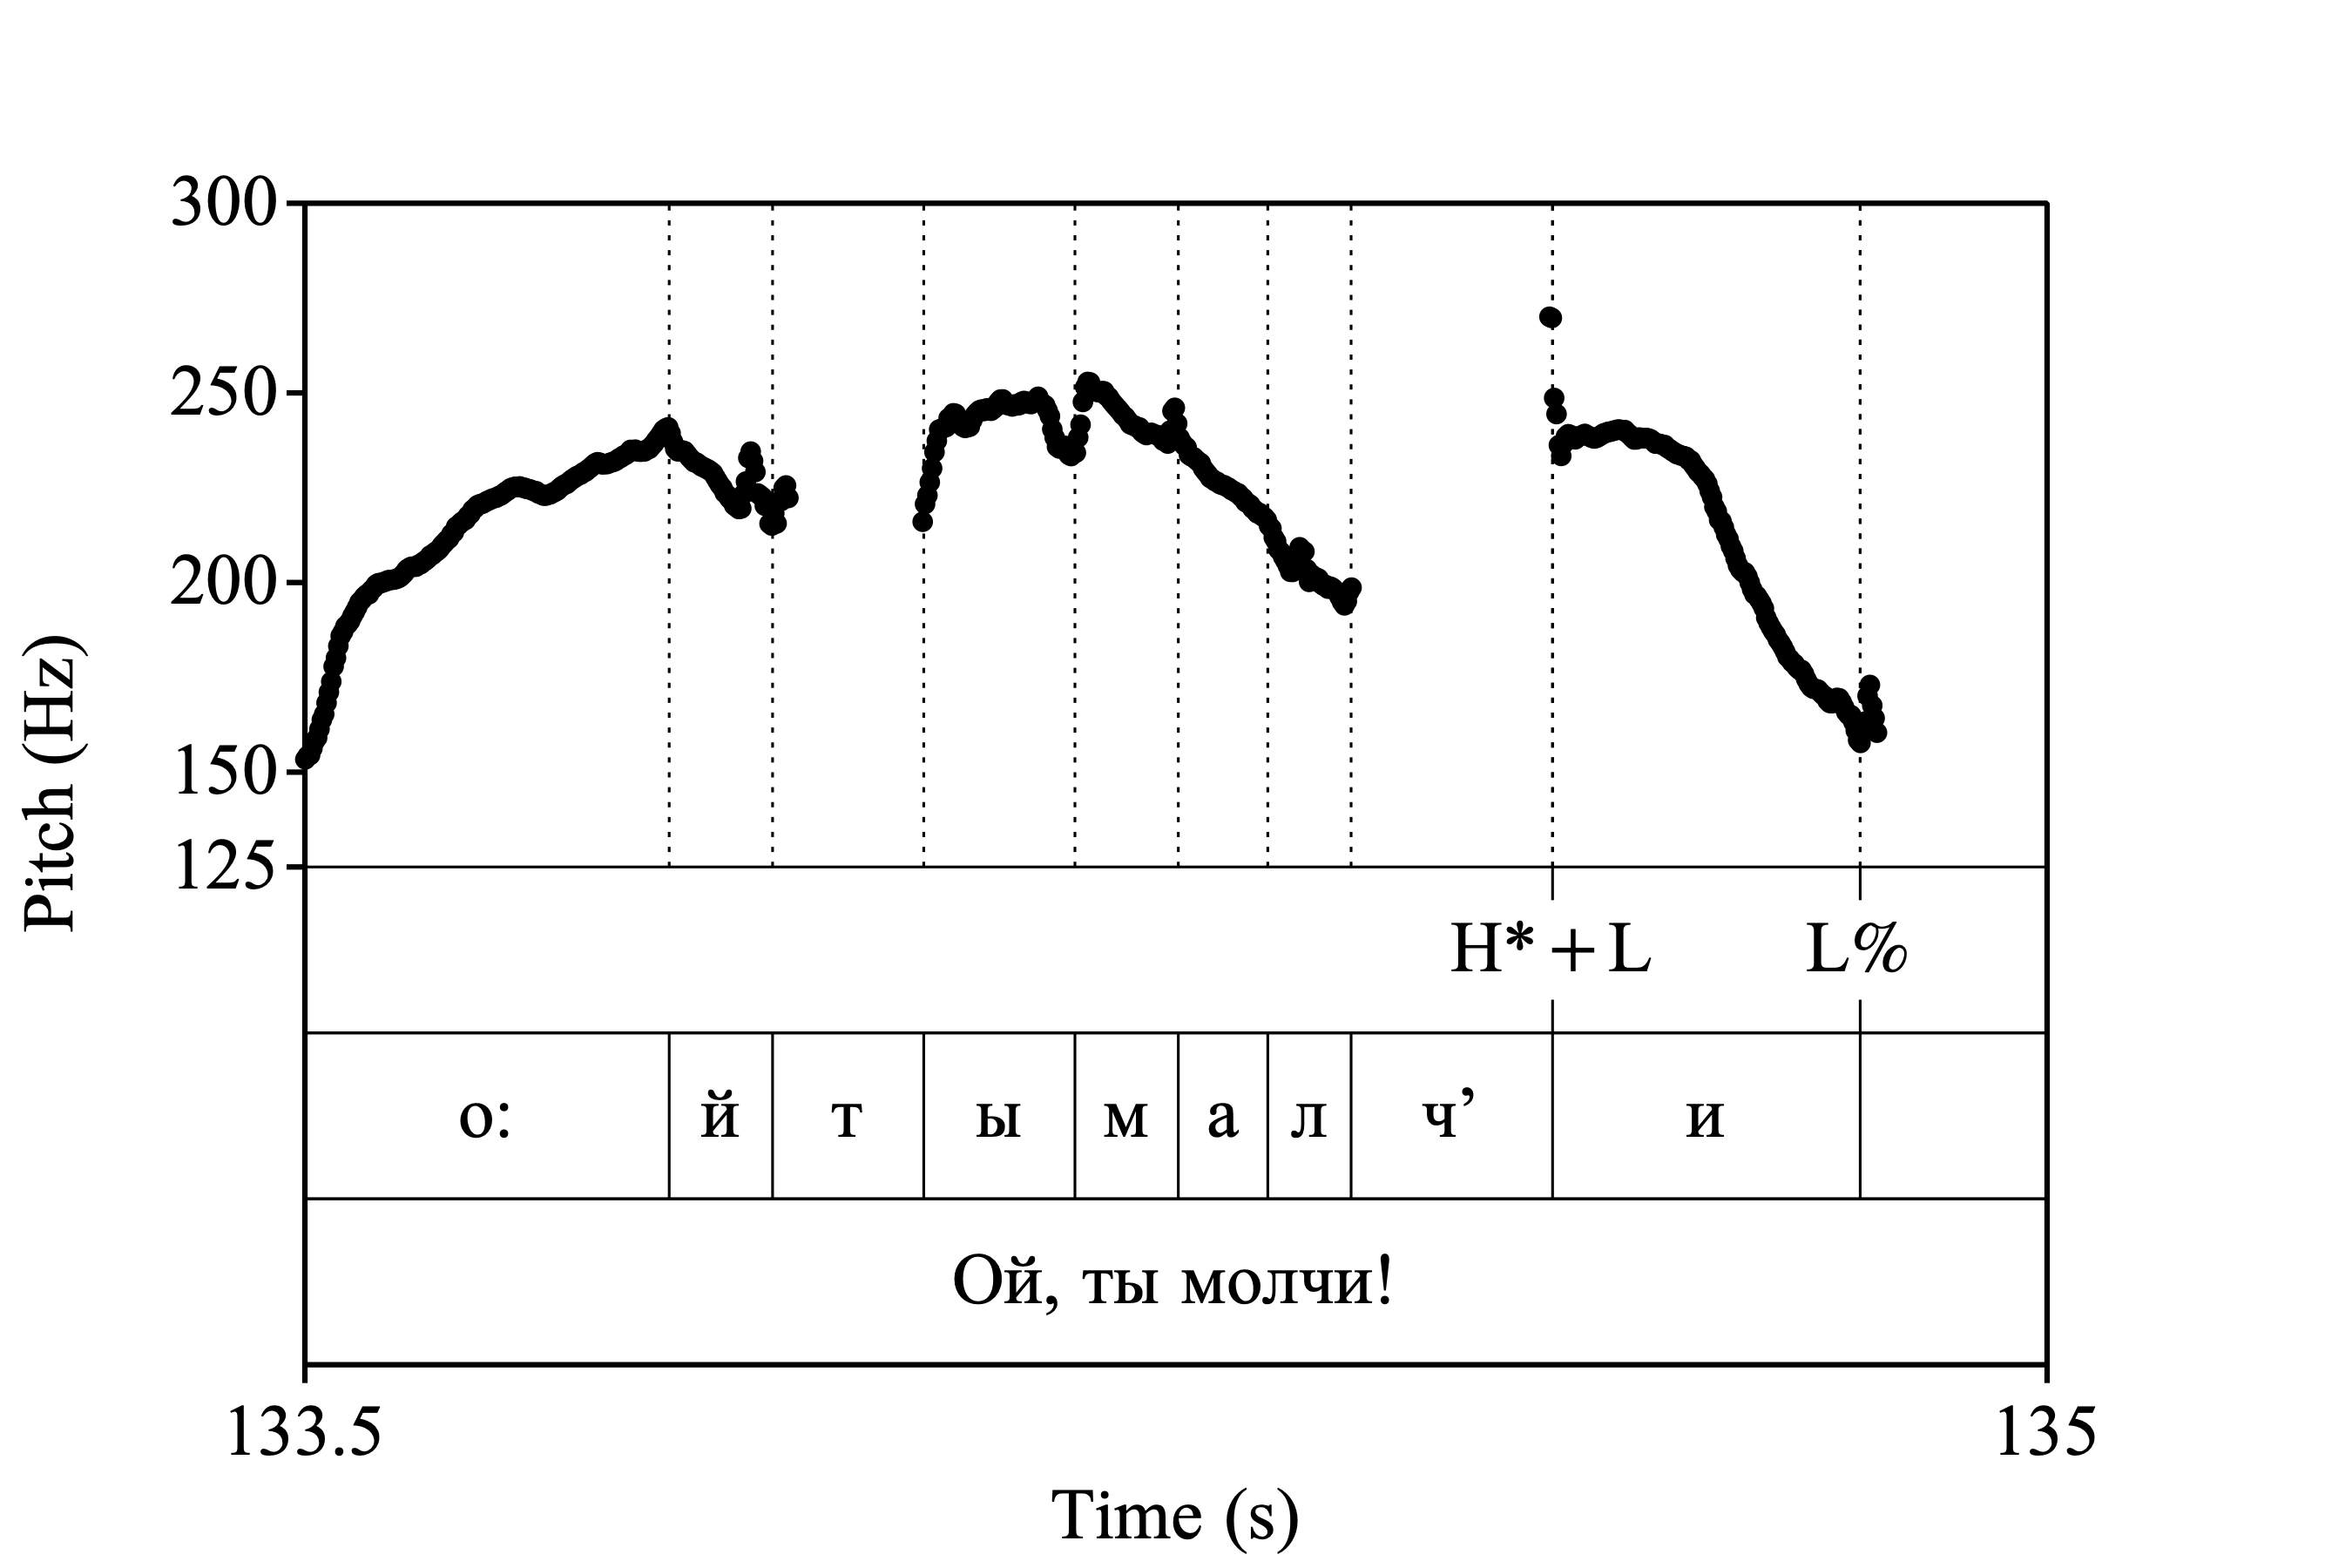 300
250
200
150
125
Pitch (Hz)
H* + L L%
о: й т ы м а л ч’ и
Ой, ты молчи!
133.5 135
Time (s)